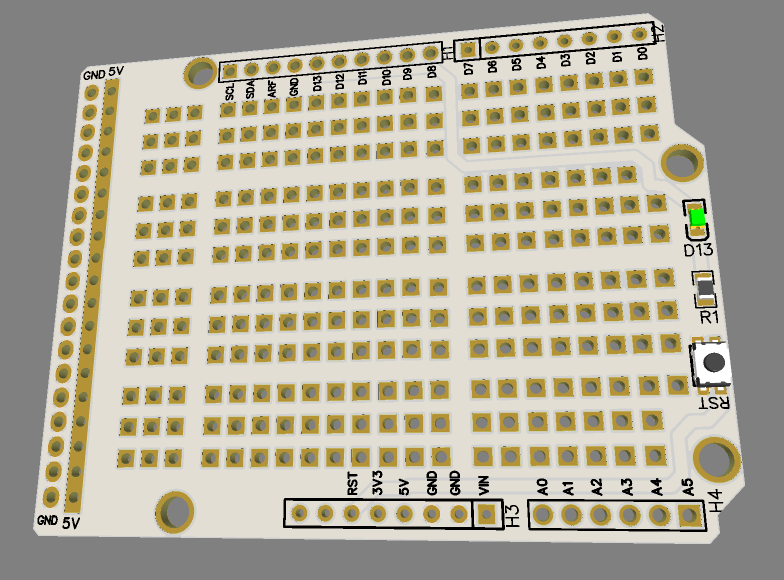 GND 5V
SCL SDA ARF GND D13 D12 D11 D10 D9 D8 H1
D7 D6 D5 D4 D3 D2 D1 D0 H2
D13
R1
RST
RST 3V3 5V GND GND VIN H3
A0 A1 A2 A3 A4 A5 H4
GND 5V